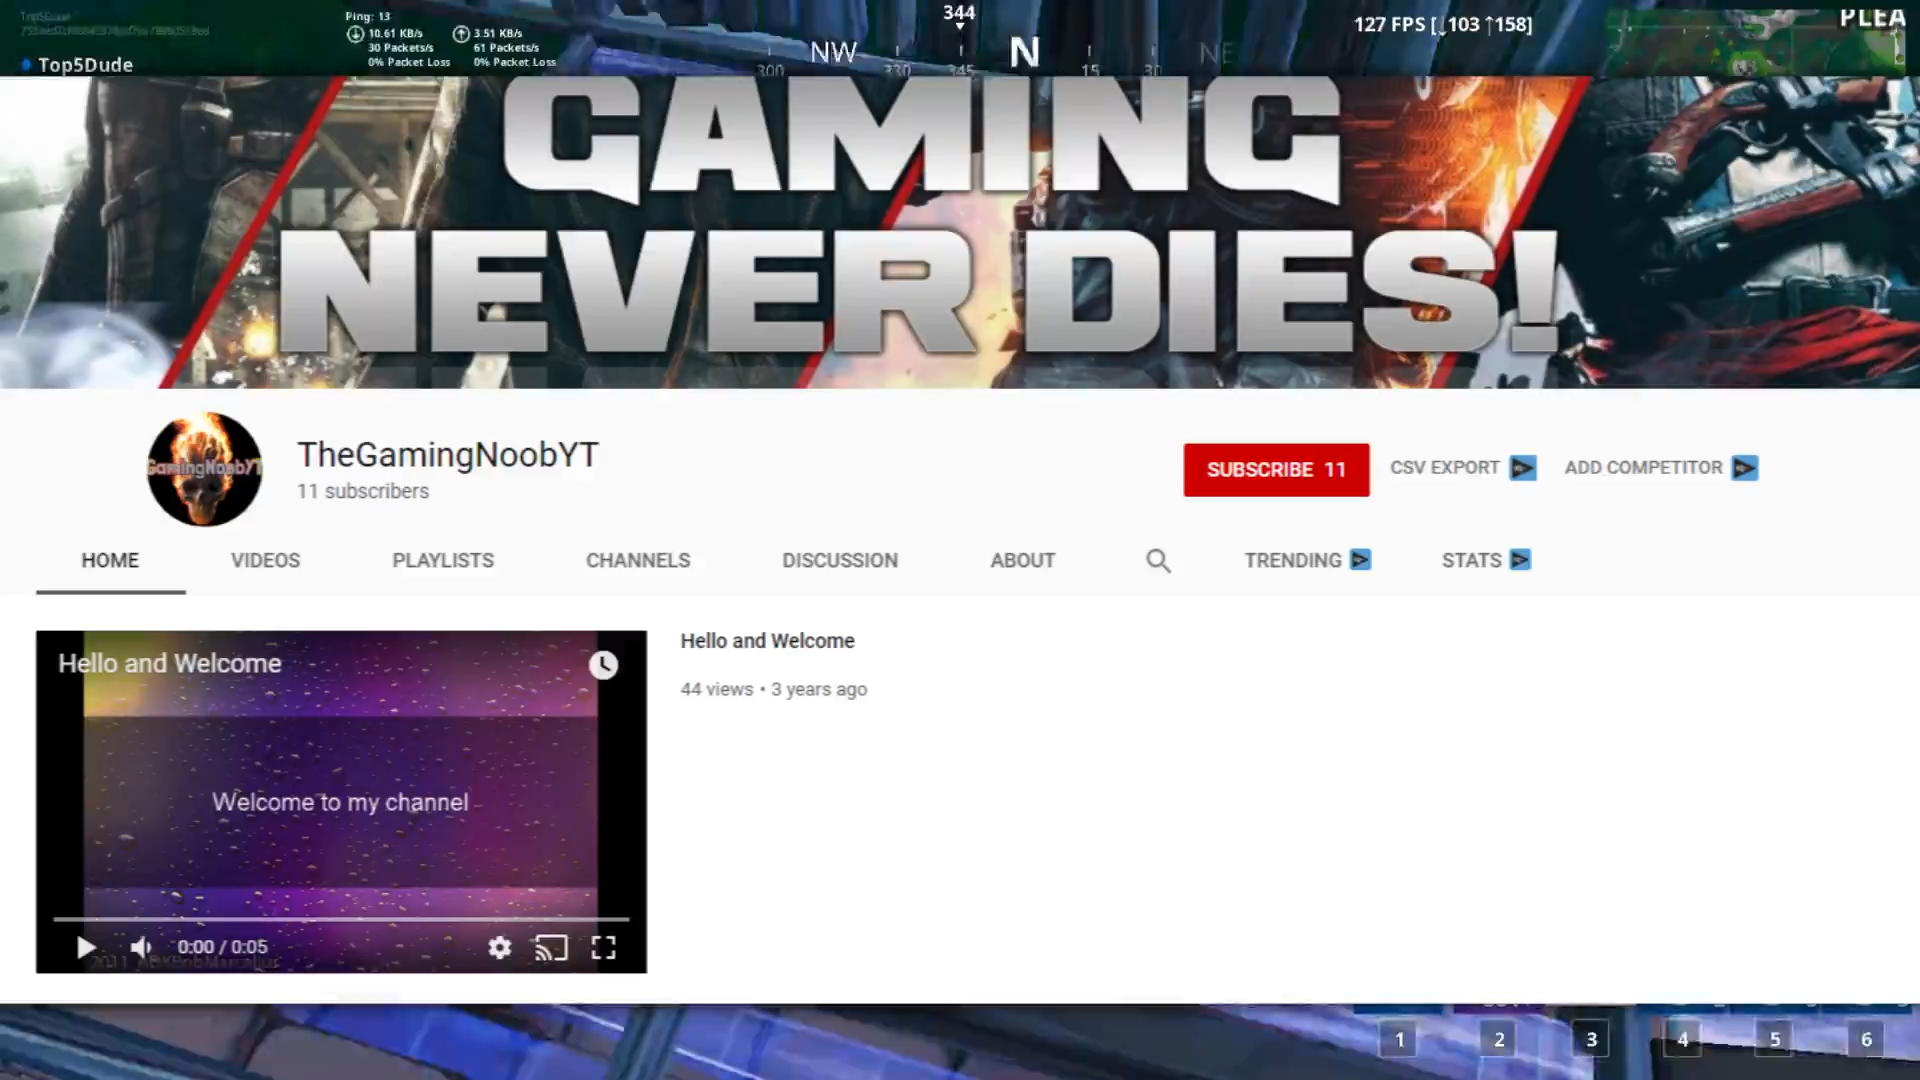 Top5Dude
Top5Dude
Ping: 13
10.61 KB/s
3.51 KB/s
30 Packets/s
61 Packets/s
0% Packet Loss
0% Packet Loss
344
NW
N
NE
300
330
345
15
30
127 FPS [↓103 ↑158]
PLEA
GAMING
NEVER DIES!
GamingNoobYT
TheGamingNoobYT
11 subscribers
SUBSCRIBE 11
CSV EXPORT
ADD COMPETITOR
HOME
VIDEOS
PLAYLISTS
CHANNELS
DISCUSSION
ABOUT
TRENDING
STATS
Hello and Welcome
Welcome to my channel
0:00 / 0:05
Hello and Welcome
44 views • 3 years ago
1
2
3
4
5
6